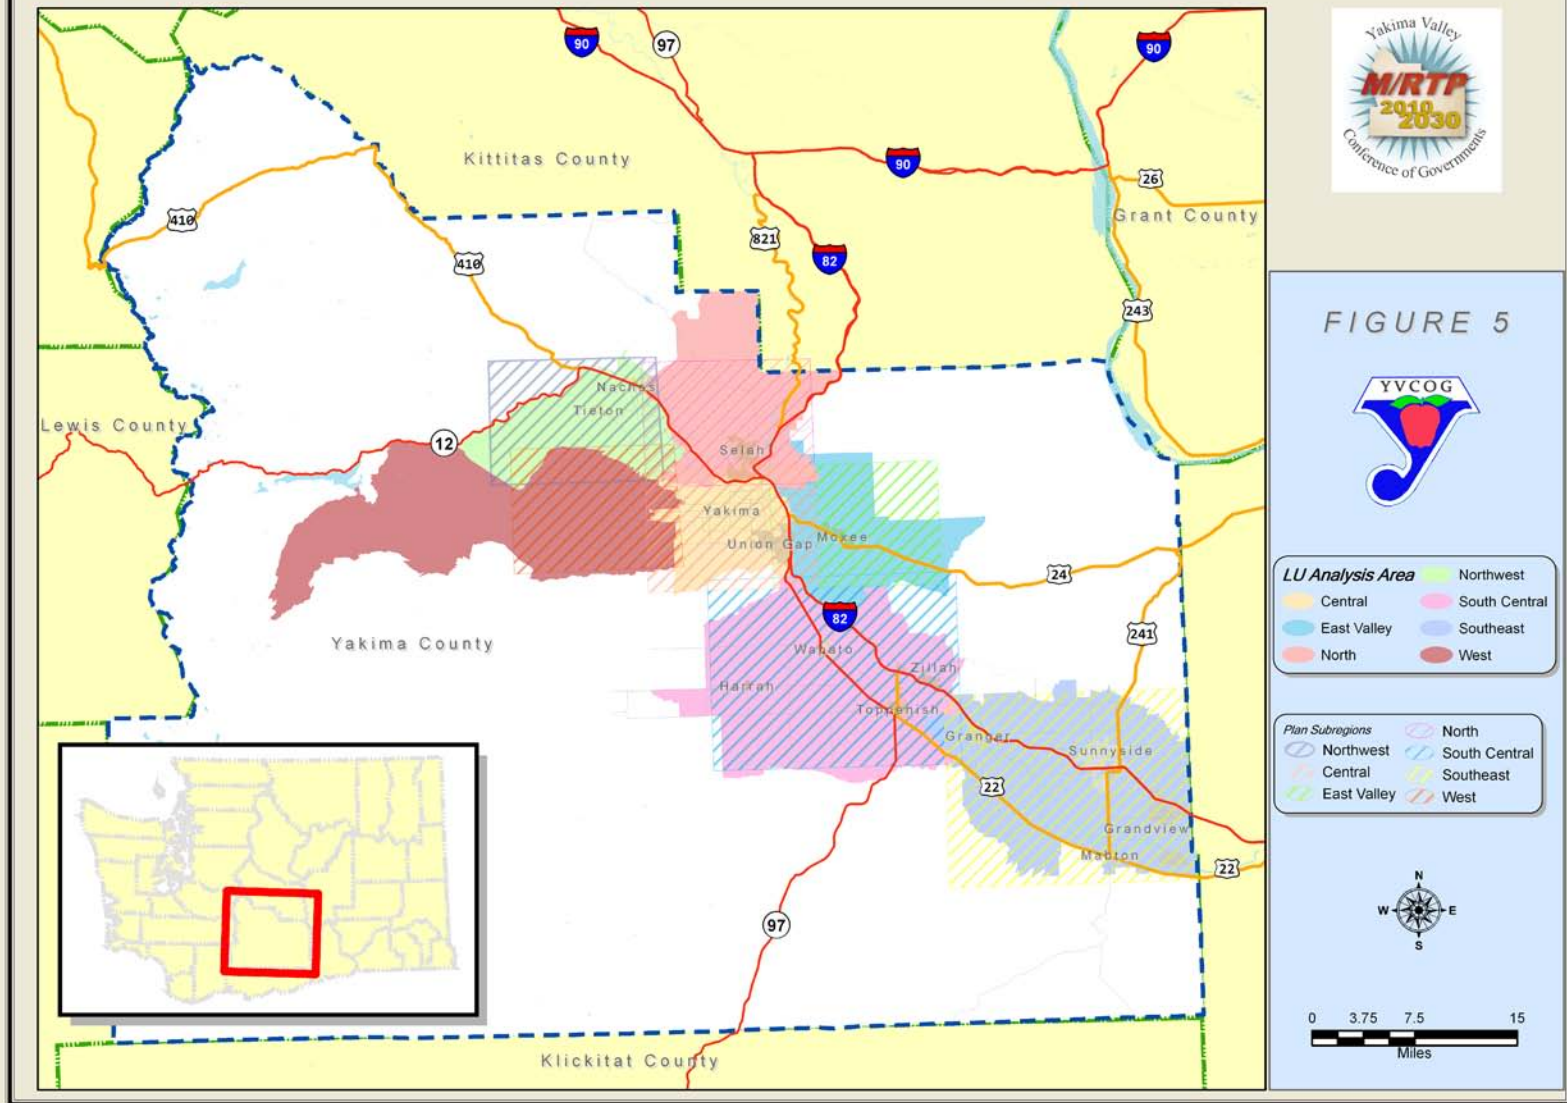 90
97
90
Kittitas County
90
26
410
Grant County
821
410
82
243
Naches
Tieton
Lewis County
12
Selah
Yakima
Union Gap
Moxee
24
82
Yakima County
241
Wapato
Zillah
Harrah
Toppenish
Granger
Sunnyside
22
Grandview
Mabton
22
97
Klickitat County
Yakima Valley
M/RTP
2010
2030
Conference of Governments
FIGURE 5
YVCOG
LU Analysis Area
Northwest
Central
South Central
East Valley
Southeast
North
West
Plan Subregions
North
Northwest
South Central
Central
Southeast
East Valley
West
N
W
E
S
0 3.75 7.5 15
Miles